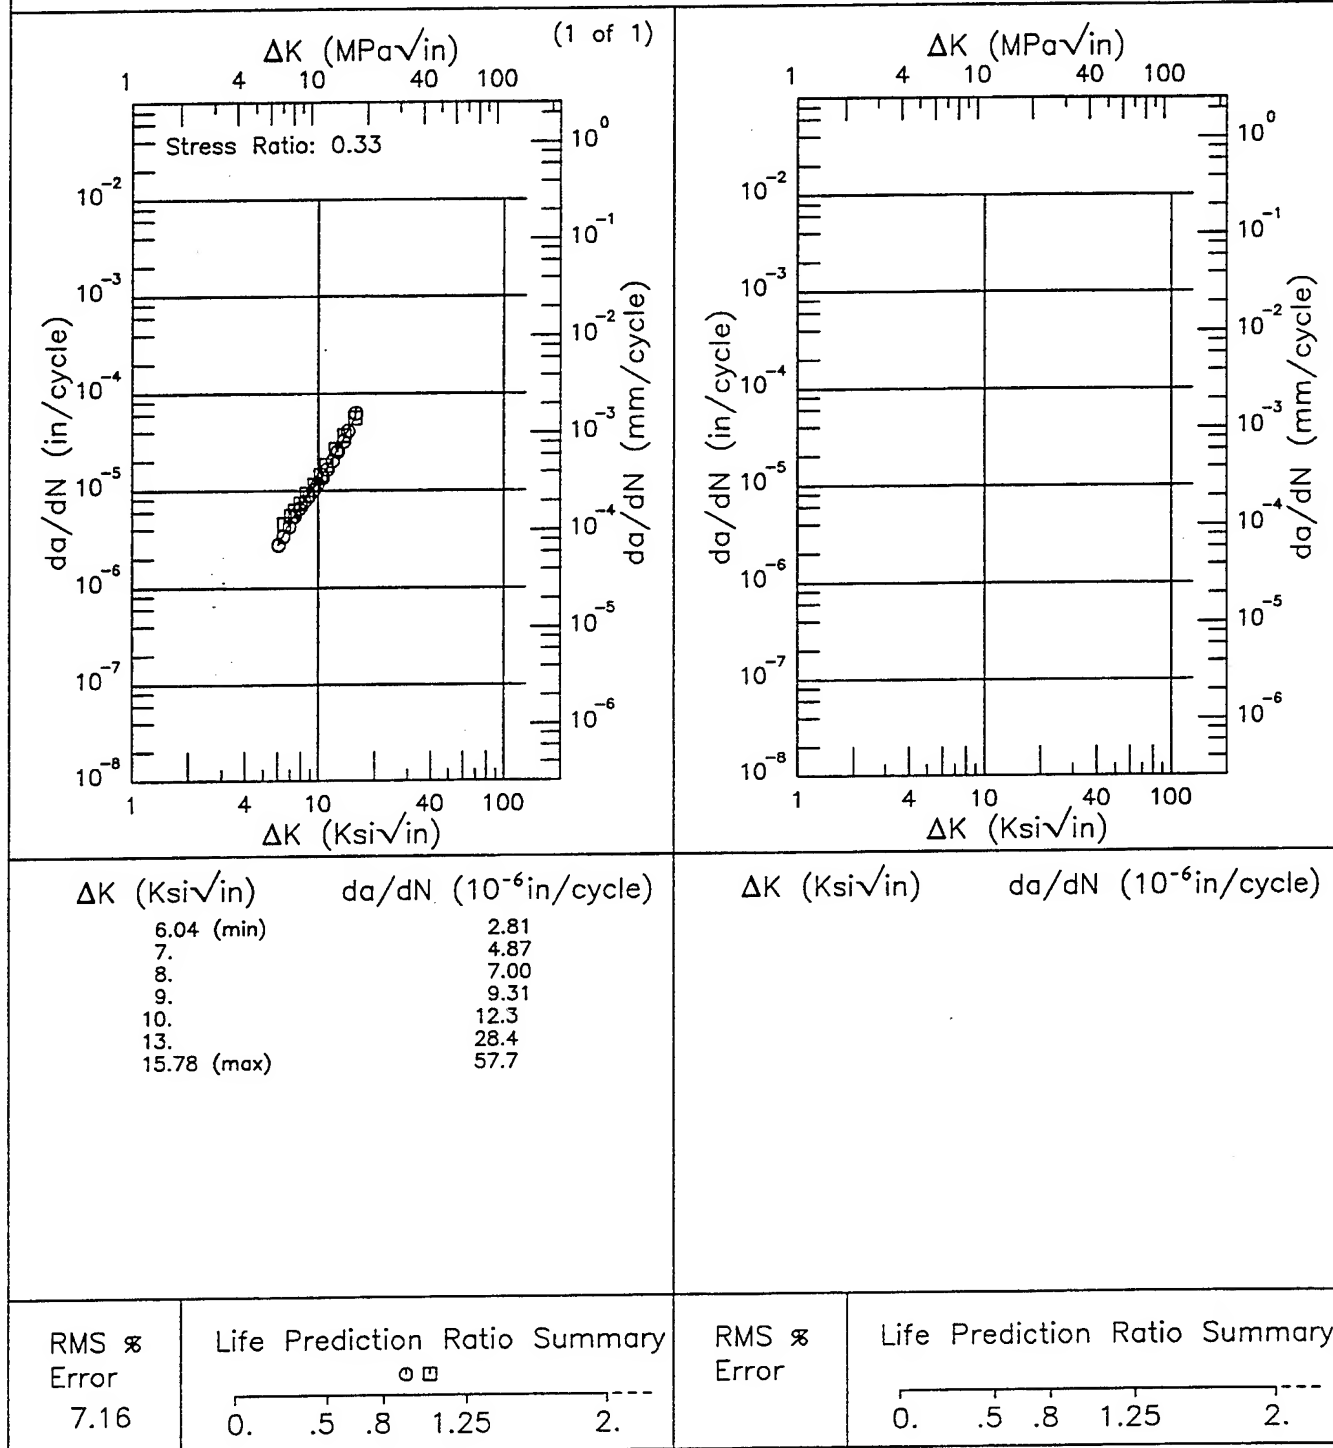 (1 of 1)
ΔK (MPa√in)
1 4 10 40 100
Stress Ratio: 0.33
10⁰
10⁻¹
10⁻²
10⁻³
10⁻⁴
10⁻⁵
10⁻⁶
da/dN (mm/cycle)
10⁻²
10⁻³
10⁻⁴
10⁻⁵
10⁻⁶
10⁻⁷
10⁻⁸
da/dN (in/cycle)
1 4 10 40 100
ΔK (Ksi√in)
ΔK (MPa√in)
1 4 10 40 100
10⁰
10⁻¹
10⁻²
10⁻³
10⁻⁴
10⁻⁵
10⁻⁶
da/dN (mm/cycle)
10⁻²
10⁻³
10⁻⁴
10⁻⁵
10⁻⁶
10⁻⁷
10⁻⁸
da/dN (in/cycle)
1 4 10 40 100
ΔK (Ksi√in)
ΔK (Ksi√in) da/dN (10⁻⁶in/cycle)
6.04 (min) 2.81
7. 4.87
8. 7.00
9. 9.31
10. 12.3
13. 28.4
15.78 (max) 57.7
ΔK (Ksi√in) da/dN (10⁻⁶in/cycle)
RMS %
Error
7.16
Life Prediction Ratio Summary
0. .5 .8 1.25 2.
RMS %
Error
Life Prediction Ratio Summary
0. .5 .8 1.25 2.